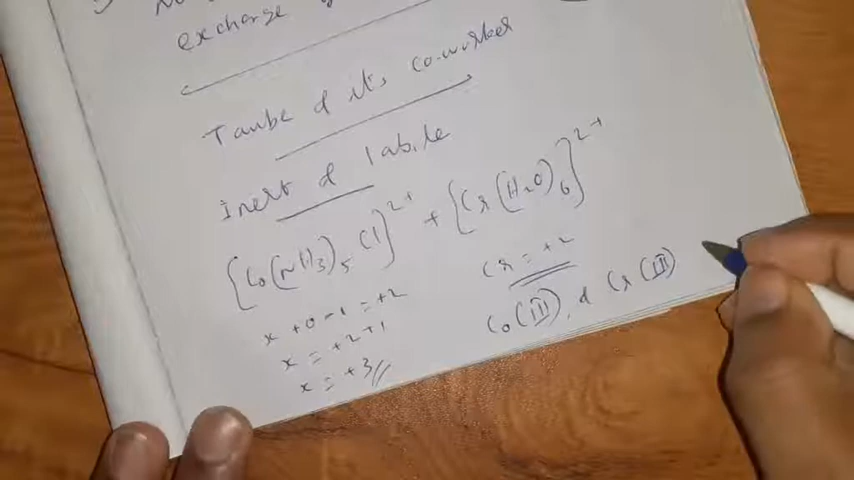 exchange
Taube & it's co-worker
Inert & labile
[Co(NH3)5 Cl]2+ + [Cr(H2O)6]2+
x + 0 - 1 = +2
x = +2+1
x = +3//
Cr = +2
Co(III), & Cr(III)